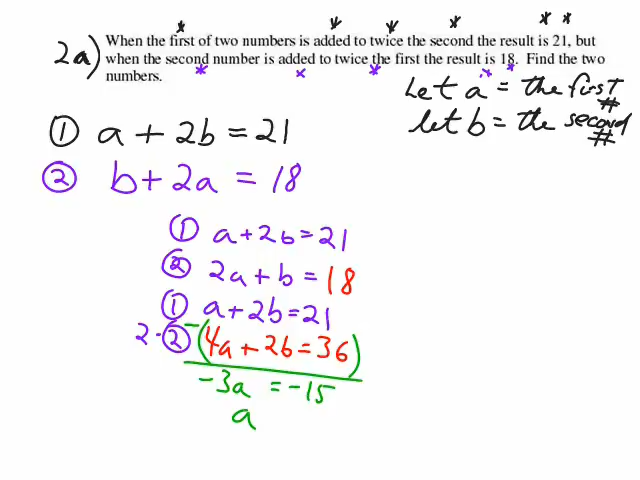 2a) When the first of two numbers is added to twice the second the result is 21, but
when the second number is added to twice the first the result is 18. Find the two
numbers.
Let a = the first #
let b = the second #
① a + 2b = 21
② b + 2a = 18
① a + 2b = 21
② 2a + b = 18
① a + 2b = 21
2·② -(4a + 2b = 36)
-3a = -15
a